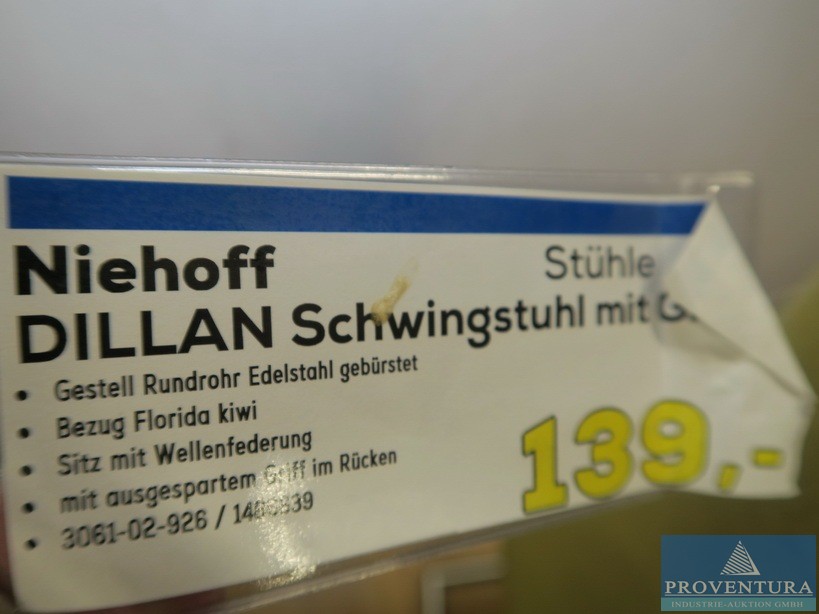 Niehoff Stühle
DILLAN Schwingstuhl mit G
• Gestell Rundrohr Edelstahl gebürstet
• Bezug Florida kiwi
• Sitz mit Wellenfederung
• mit ausgespartem Griff im Rücken
• 3061-02-926 /
139,-
PROVENTURA
INDUSTRIE-AUKTION GMBH